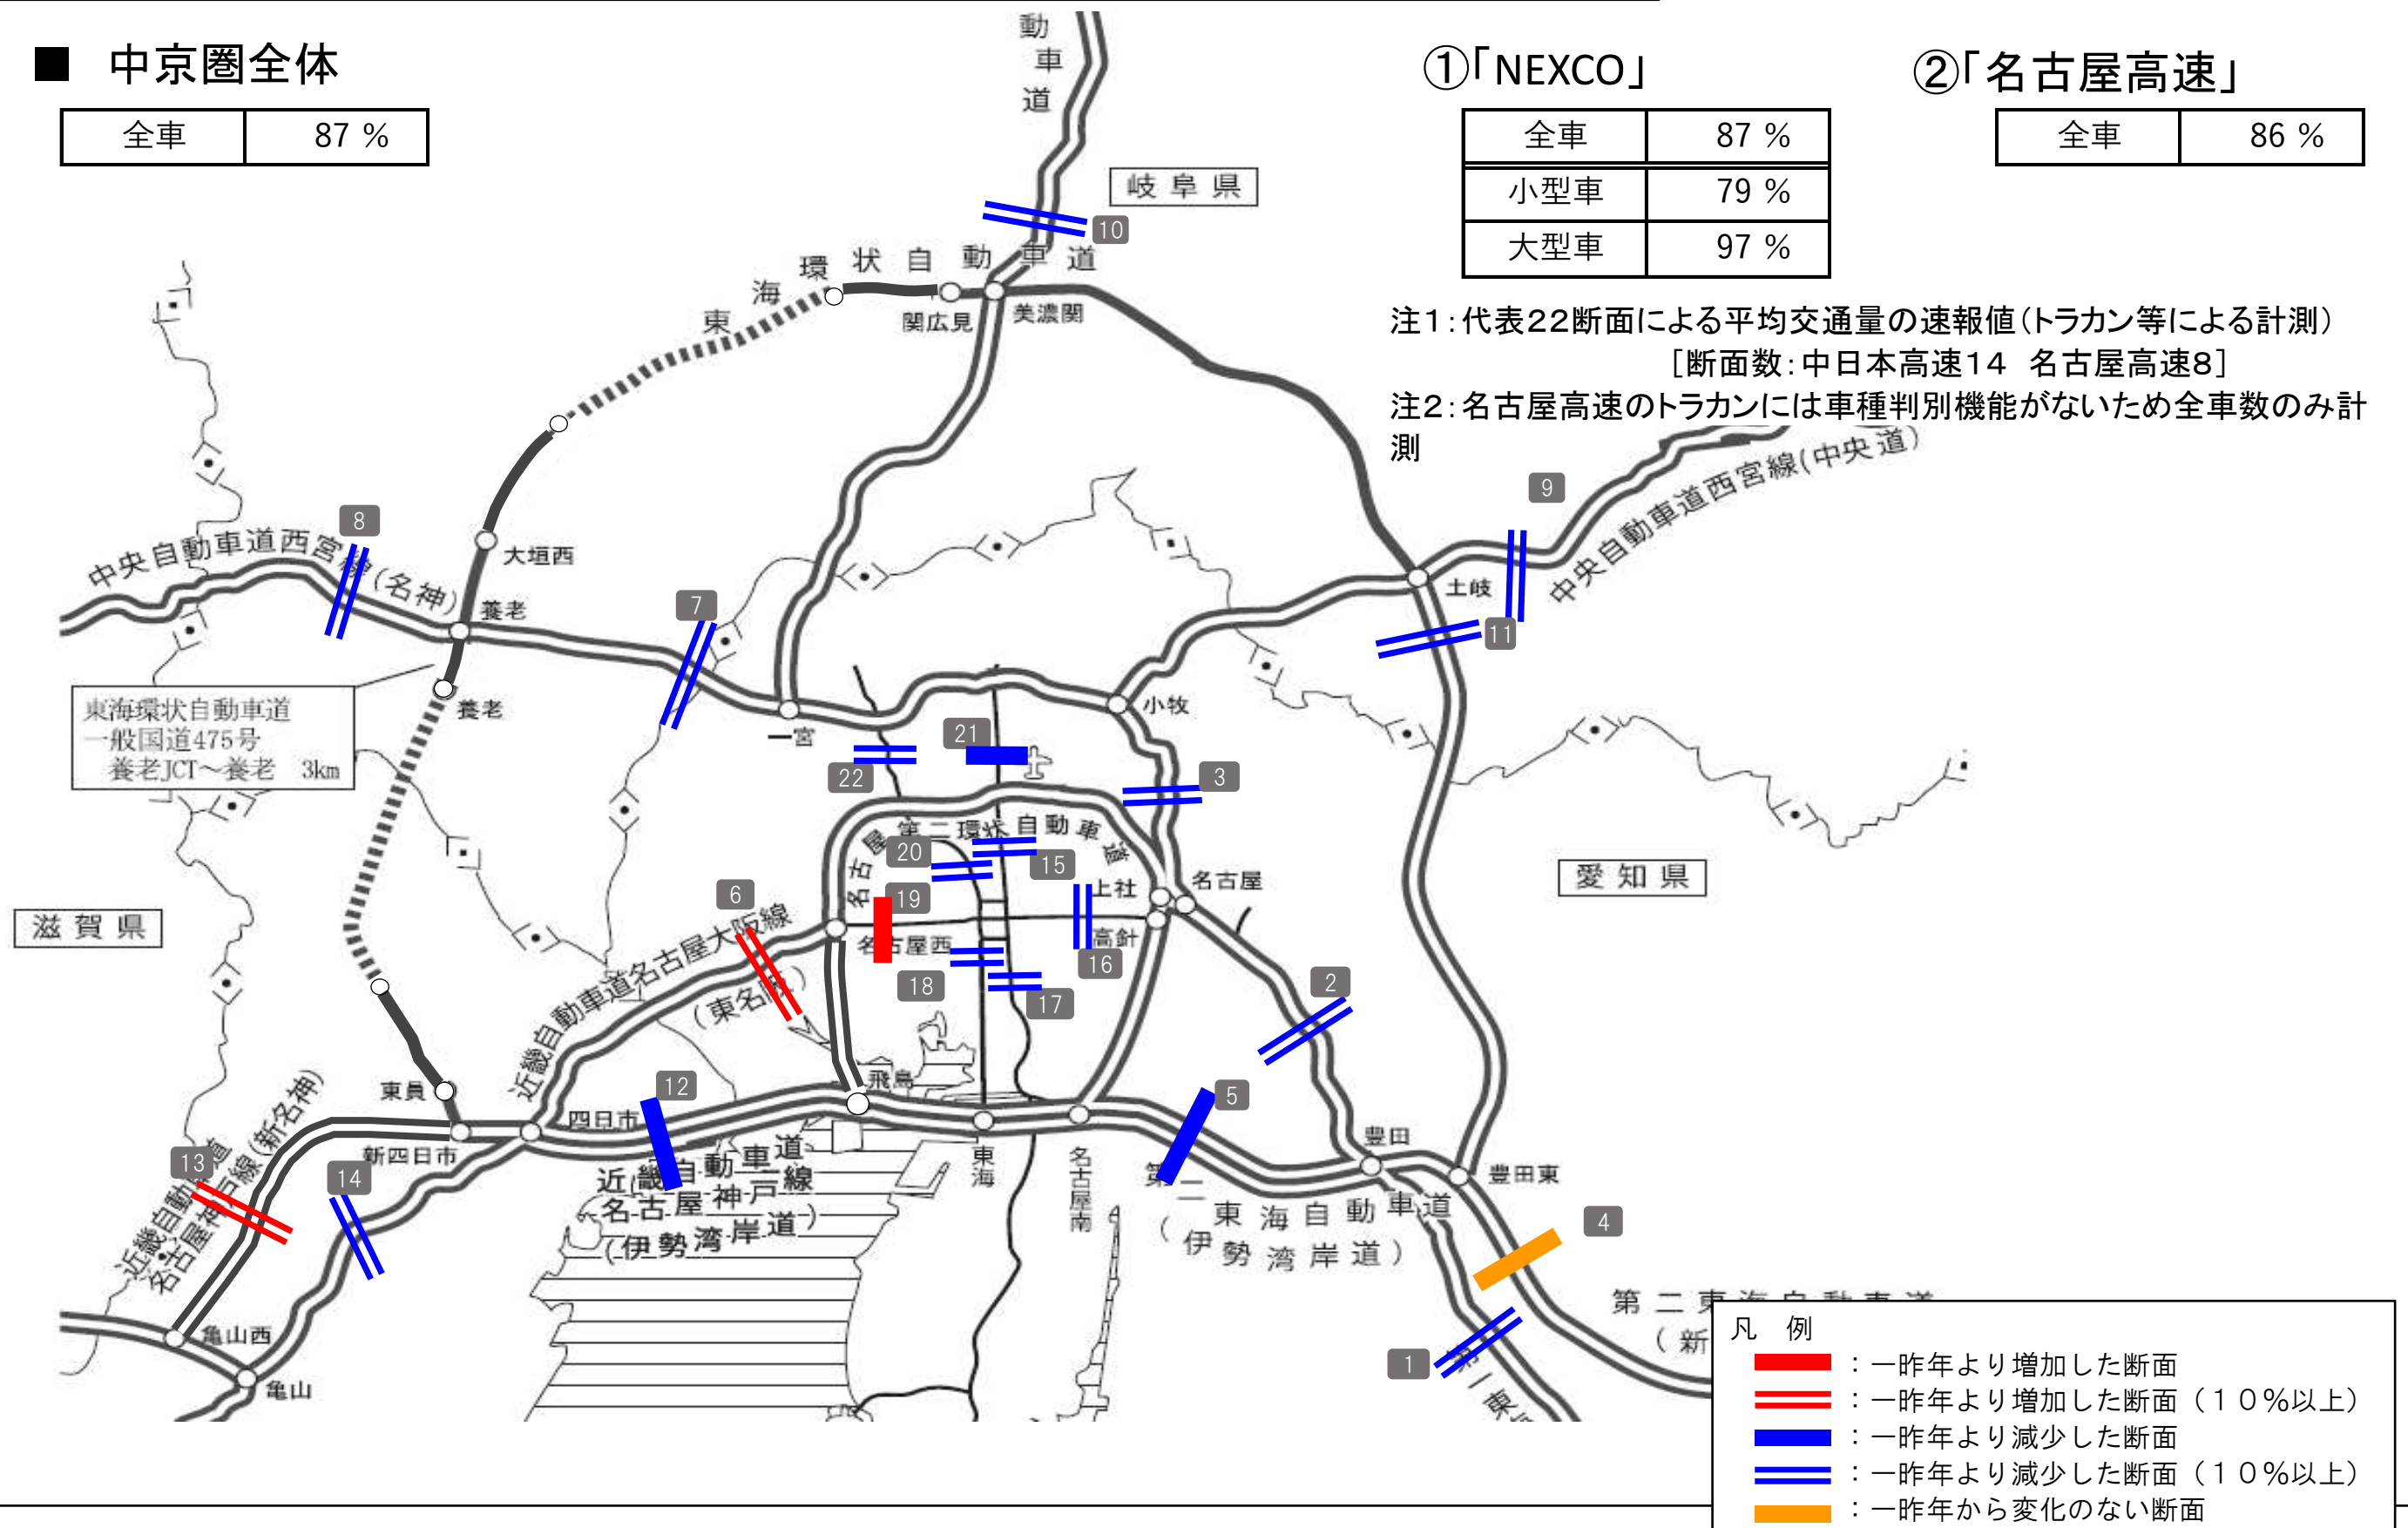 ■ 中京圏全体
全車 87 %
①「NEXCO」
全車 87 %
小型車 79 %
大型車 97 %
②「名古屋高速」
全車 86 %
注１：代表２２断面による平均交通量の速報値（トラカン等による計測）
［断面数：中日本高速１４ 名古屋高速８］
注２：名古屋高速のトラカンには車種判別機能がないため全車数のみ計
測
動車道
岐阜県
10
東海環状自動車道
関広見
美濃関
9
中央自動車道西宮線(中央道)
8
中央自動車道西宮線(名神)
大垣西
養老
7
土岐
11
東海環状自動車道
一般国道475号
養老JCT～養老 3km
養老
一宮
小牧
21
22
3
名古屋第二環状自動車道
20
15
上社
名古屋
愛知県
滋賀県
6
19
名古屋西
高針
16
近畿自動車道名古屋大阪線
(東名阪)
18
17
2
東員
飛島
12
5
四日市
新四日市
近畿自動車道
名古屋神戸線(新名神)
13
14
近畿自動車道
名古屋神戸線
(伊勢湾岸道)
東海
名古屋南
豊田
豊田東
第二東海自動車道
(伊勢湾岸道)
4
亀山西
亀山
1
第一東
第二東海自動車道
(新
凡 例
：一昨年より増加した断面
：一昨年より増加した断面（１０％以上）
：一昨年より減少した断面
：一昨年より減少した断面（１０％以上）
：一昨年から変化のない断面